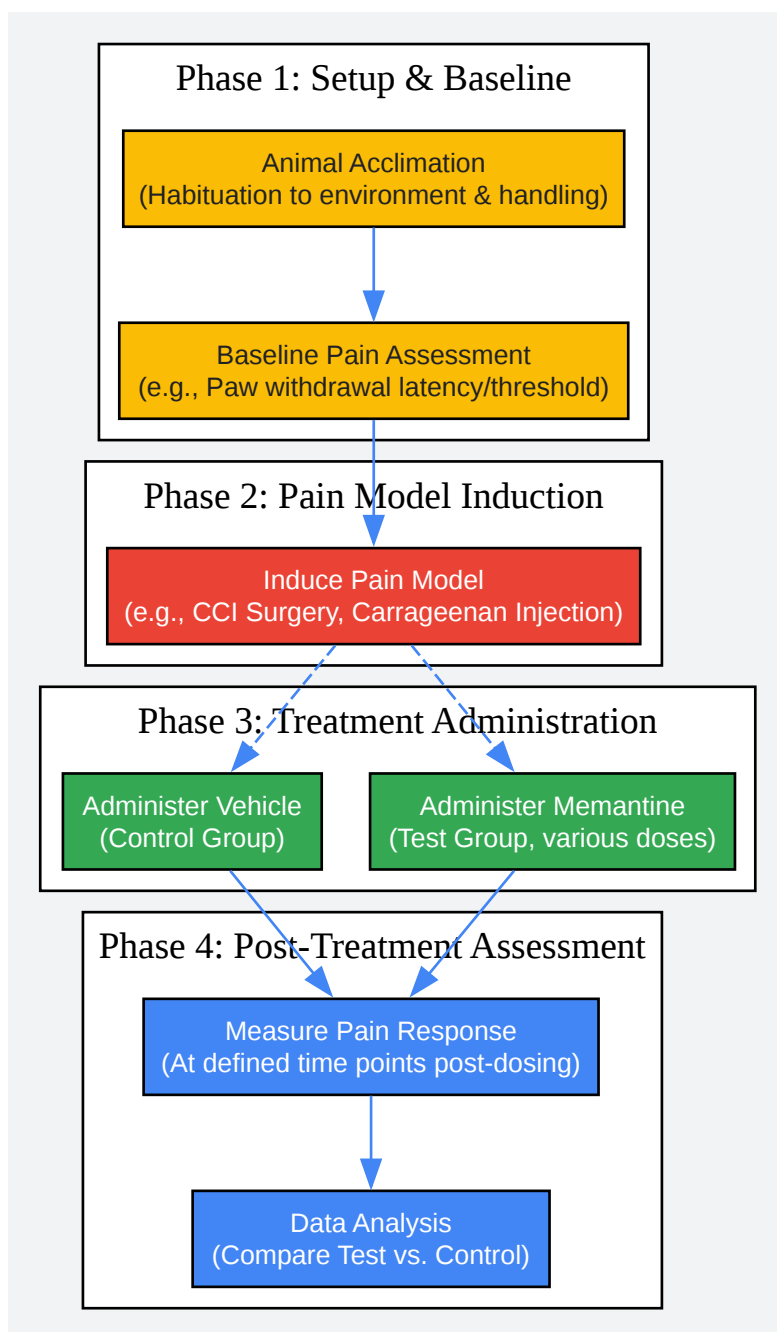 Phase 1: Setup & Baseline
Animal Acclimation
(Habituation to environment & handling)
Baseline Pain Assessment
(e.g., Paw withdrawal latency/threshold)
Phase 2: Pain Model Induction
Induce Pain Model
(e.g., CCI Surgery, Carrageenan Injection)
Phase 3: Treatment Administration
Administer Vehicle
(Control Group)
Administer Memantine
(Test Group, various doses)
Phase 4: Post-Treatment Assessment
Measure Pain Response
(At defined time points post-dosing)
Data Analysis
(Compare Test vs. Control)